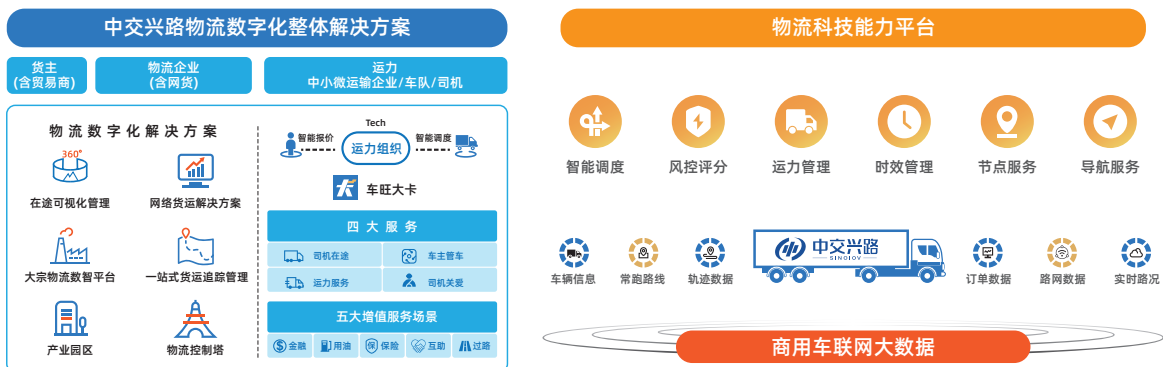 中交兴路物流数字化整体解决方案
货主
(含贸易商)
物流企业
(含网货)
运力
中小微运输企业/车队/司机
物流数字化解决方案
360°
在途可视化管理
网络货运解决方案
大宗物流数智平台
一站式货运追踪管理
产业园区
物流控制塔
Tech
智能报价
运力组织
智能调度
车旺大卡
四大服务
司机在途
车主管车
运力服务
司机关爱
五大增值服务场景
金融
用油
保
保险
互助
过路
物流科技能力平台
智能调度
风控评分
运力管理
时效管理
节点服务
导航服务
车辆信息
常跑路线
轨迹数据
中交兴路
SINOIOV
订单数据
路网数据
实时路况
商用车联网大数据